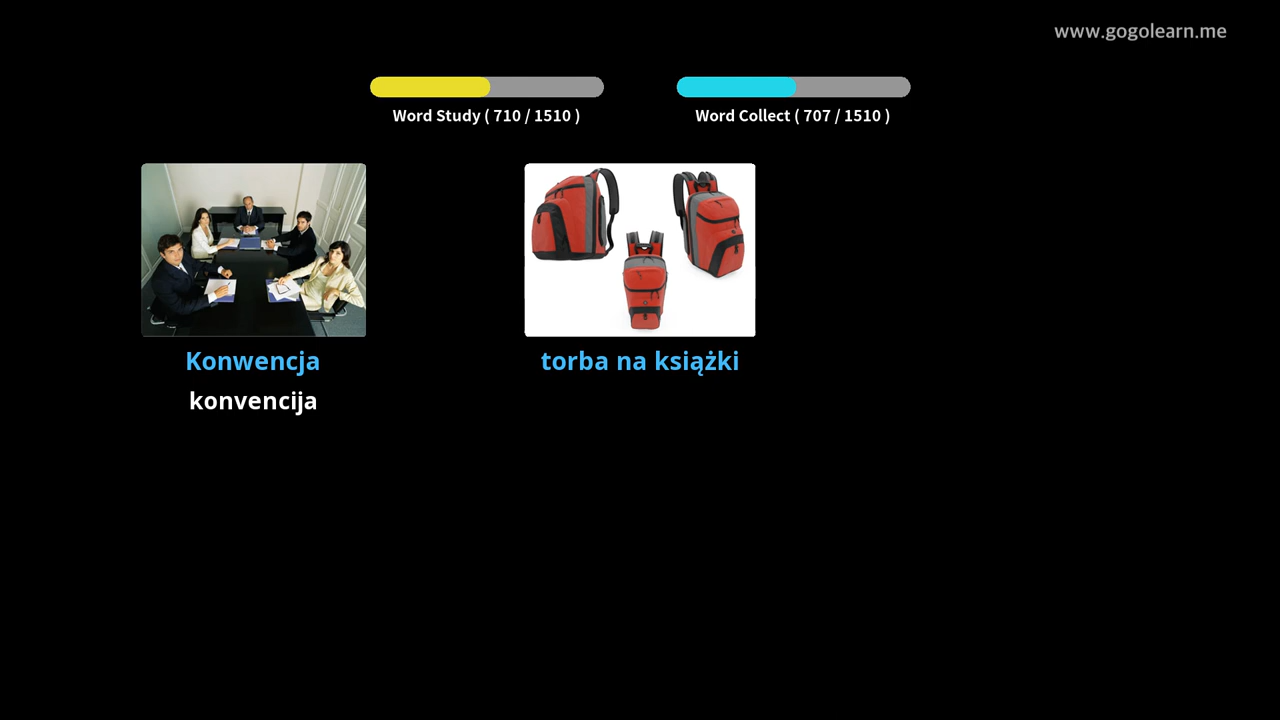 www.gogolearn.me
Word Study ( 710 / 1510 )
Word Collect ( 707 / 1510 )
Konwencja
torba na książki
konvencija